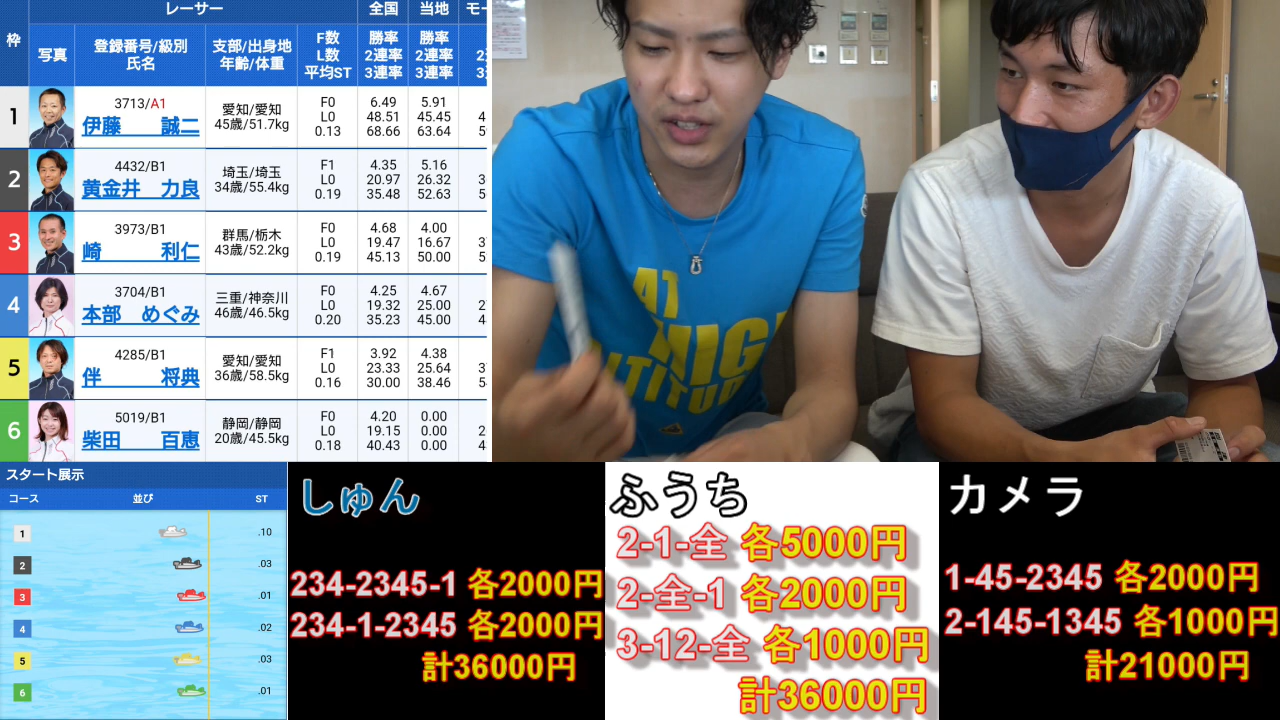 レーサー 全国 当地 モー
枠 写真 登録番号/級別 氏名 支部/出身地 年齢/体重 F数 L数 平均ST 勝率 2連率 3連率 勝率 2連率 3連率
1 3713/A1 伊藤 誠二 愛知/愛知 45歳/51.7kg F0 L0 0.13 6.49 48.51 68.66 5.91 45.45 63.64
2 4432/B1 黄金井 力良 埼玉/埼玉 34歳/55.4kg F1 L0 0.19 4.35 20.97 35.48 5.16 26.32 52.63
3 3973/B1 崎 利仁 群馬/栃木 43歳/52.2kg F0 L0 0.19 4.68 19.47 45.13 4.00 16.67 50.00
4 3704/B1 本部 めぐみ 三重/神奈川 46歳/46.5kg F0 L0 0.20 4.25 19.32 35.23 4.67 25.00 45.00
5 4285/B1 伴 将典 愛知/愛知 36歳/58.5kg F1 L0 0.16 3.92 23.33 30.00 4.38 25.64 38.46
6 5019/B1 柴田 百恵 静岡/静岡 20歳/45.5kg F0 L0 0.18 4.20 19.15 40.43 0.00 0.00 0.00
スタート展示
コース 並び ST
1 .10
2 .03
3 .01
4 .02
5 .03
6 .01
しゅん
234-2345-1 各2000円
234-1-2345 各2000円
計36000円
ふうち
2-1-全 各5000円
2-全-1 各2000円
3-12-全 各1000円
計36000円
カメラ
1-45-2345 各2000円
2-145-1345 各1000円
計21000円